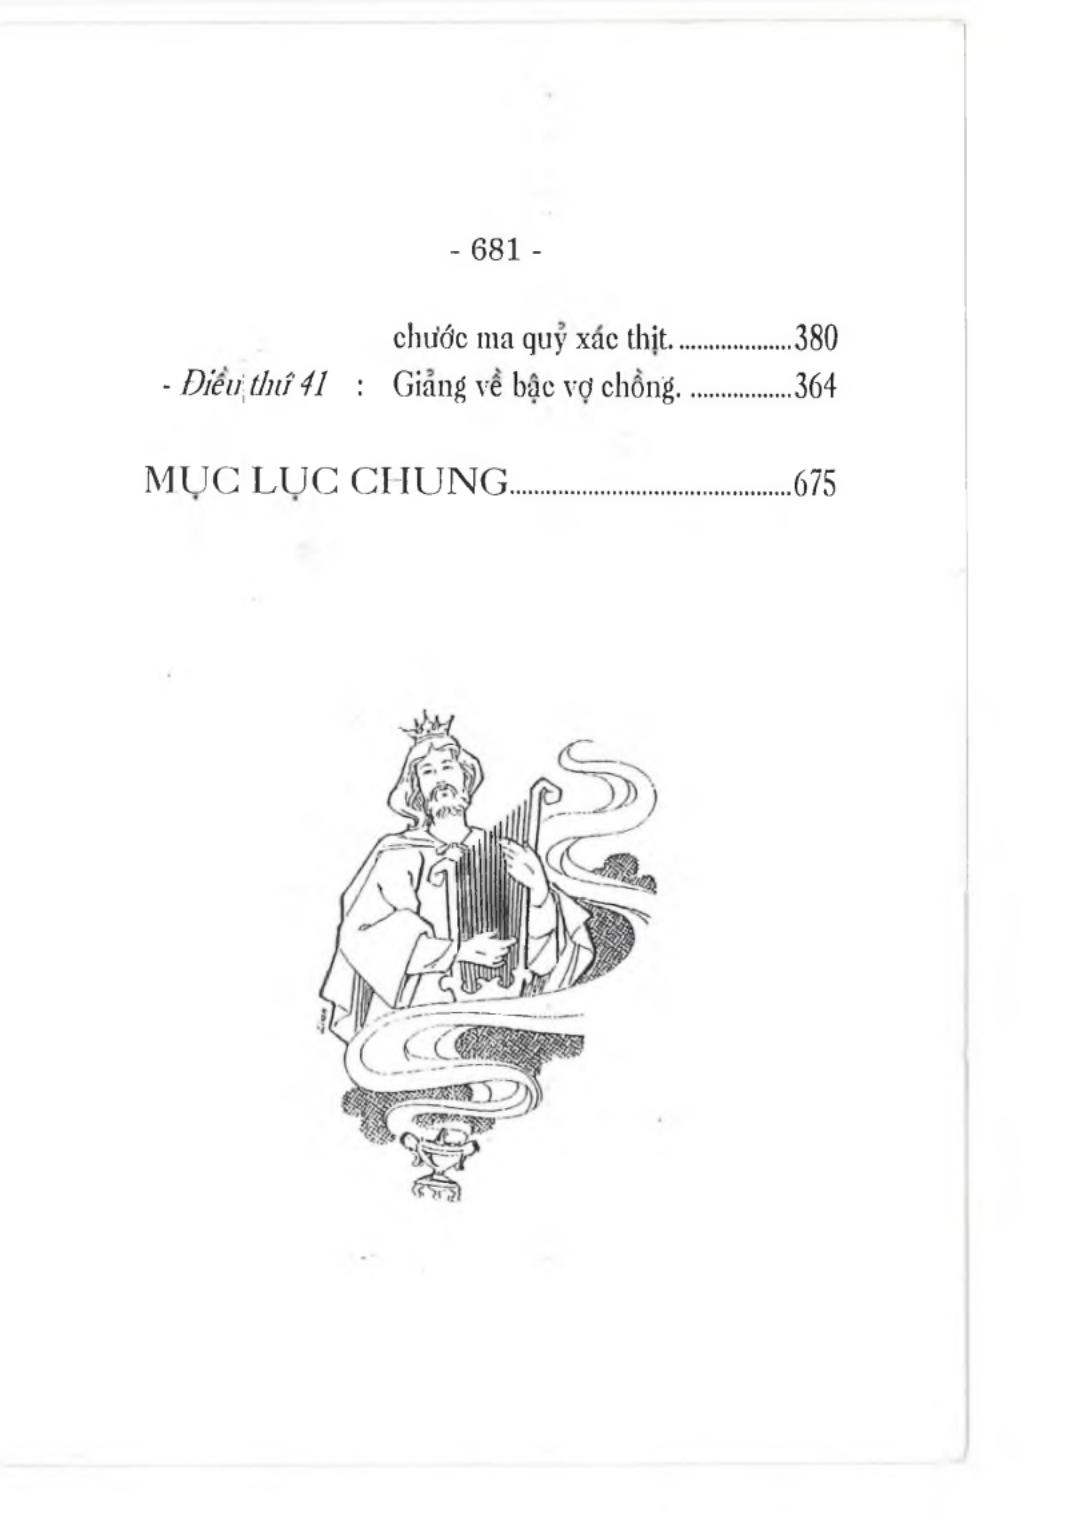 - 681 -
chước ma quỷ xác thịt. ...................380
- Điều thứ 41 : Giảng về bậc vợ chồng. .................364
MỤC LỤC CHUNG...............................................675